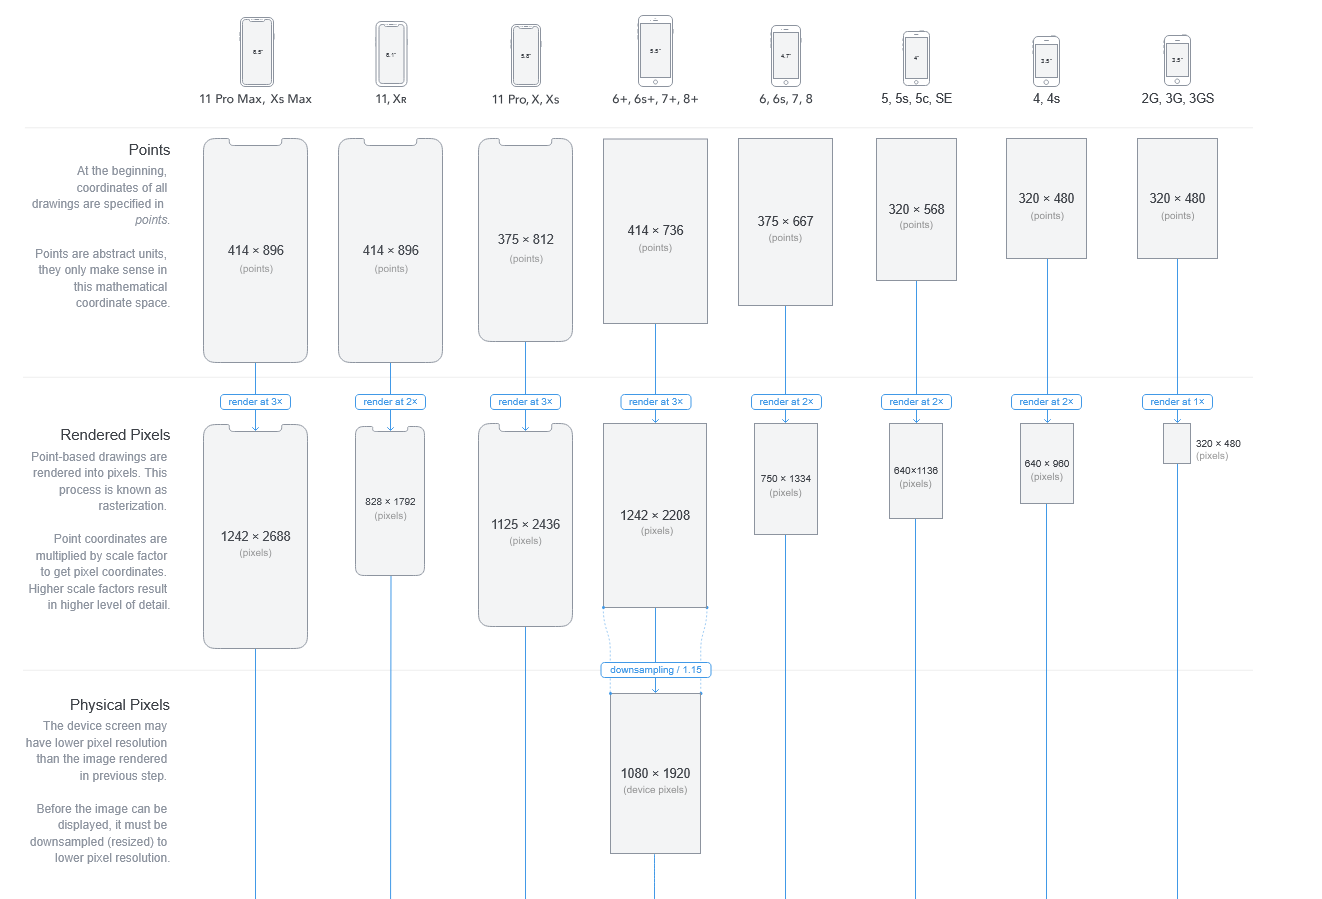 6.5"
6.1"
5.8"
5.5"
4.7"
4"
3.5"
3.5"
11 Pro Max, Xs Max
11, XR
11 Pro, X, Xs
6+, 6s+, 7+, 8+
6, 6s, 7, 8
5, 5s, 5c, SE
4, 4s
2G, 3G, 3GS
Points
At the beginning,
coordinates of all
drawings are specified in
points.
Points are abstract units,
they only make sense in
this mathematical
coordinate space.
414 × 896
(points)
414 × 896
(points)
375 × 812
(points)
414 × 736
(points)
375 × 667
(points)
320 × 568
(points)
320 × 480
(points)
320 × 480
(points)
render at 3×
render at 2×
render at 3×
render at 3×
render at 2×
render at 2×
render at 2×
render at 1×
Rendered Pixels
Point-based drawings are
rendered into pixels. This
process is known as
rasterization.
Point coordinates are
multiplied by scale factor
to get pixel coordinates.
Higher scale factors result
in higher level of detail.
1242 × 2688
(pixels)
828 × 1792
(pixels)
1125 × 2436
(pixels)
1242 × 2208
(pixels)
750 × 1334
(pixels)
640×1136
(pixels)
640 × 960
(pixels)
320 × 480
(pixels)
downsampling / 1.15
Physical Pixels
The device screen may
have lower pixel resolution
than the image rendered
in previous step.
Before the image can be
displayed, it must be
downsampled (resized) to
lower pixel resolution.
1080 × 1920
(device pixels)